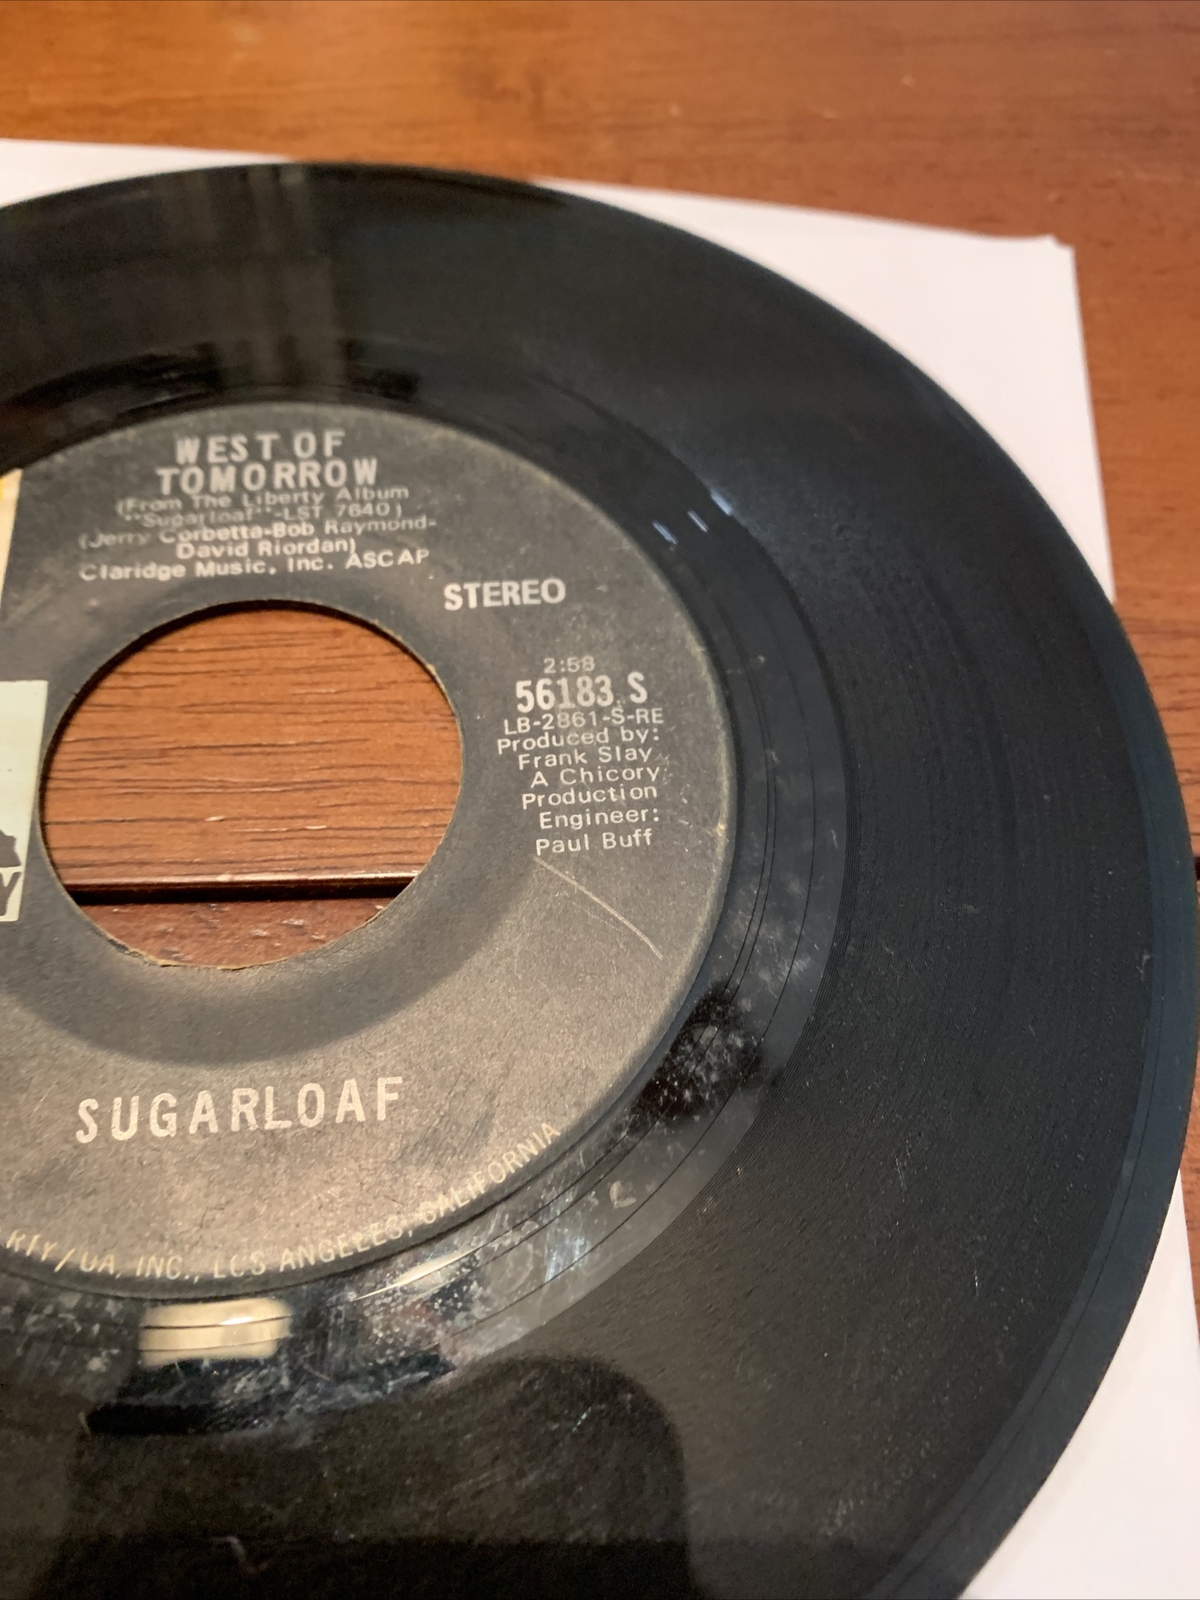 WEST OF
TOMORROW
(From The Liberty Album
"Sugarloaf"-LST 7640)
(Jerry Corbetta-Bob Raymond-
David Riordan)
Claridge Music, Inc. ASCAP
STEREO
2:58
56183 S
LB-2861-S-RE
Produced by:
Frank Slay
A Chicory
Production
Engineer:
Paul Buff
Y
SUGARLOAF
RTY/UA, INC., LOS ANGELES, CALIFORNIA